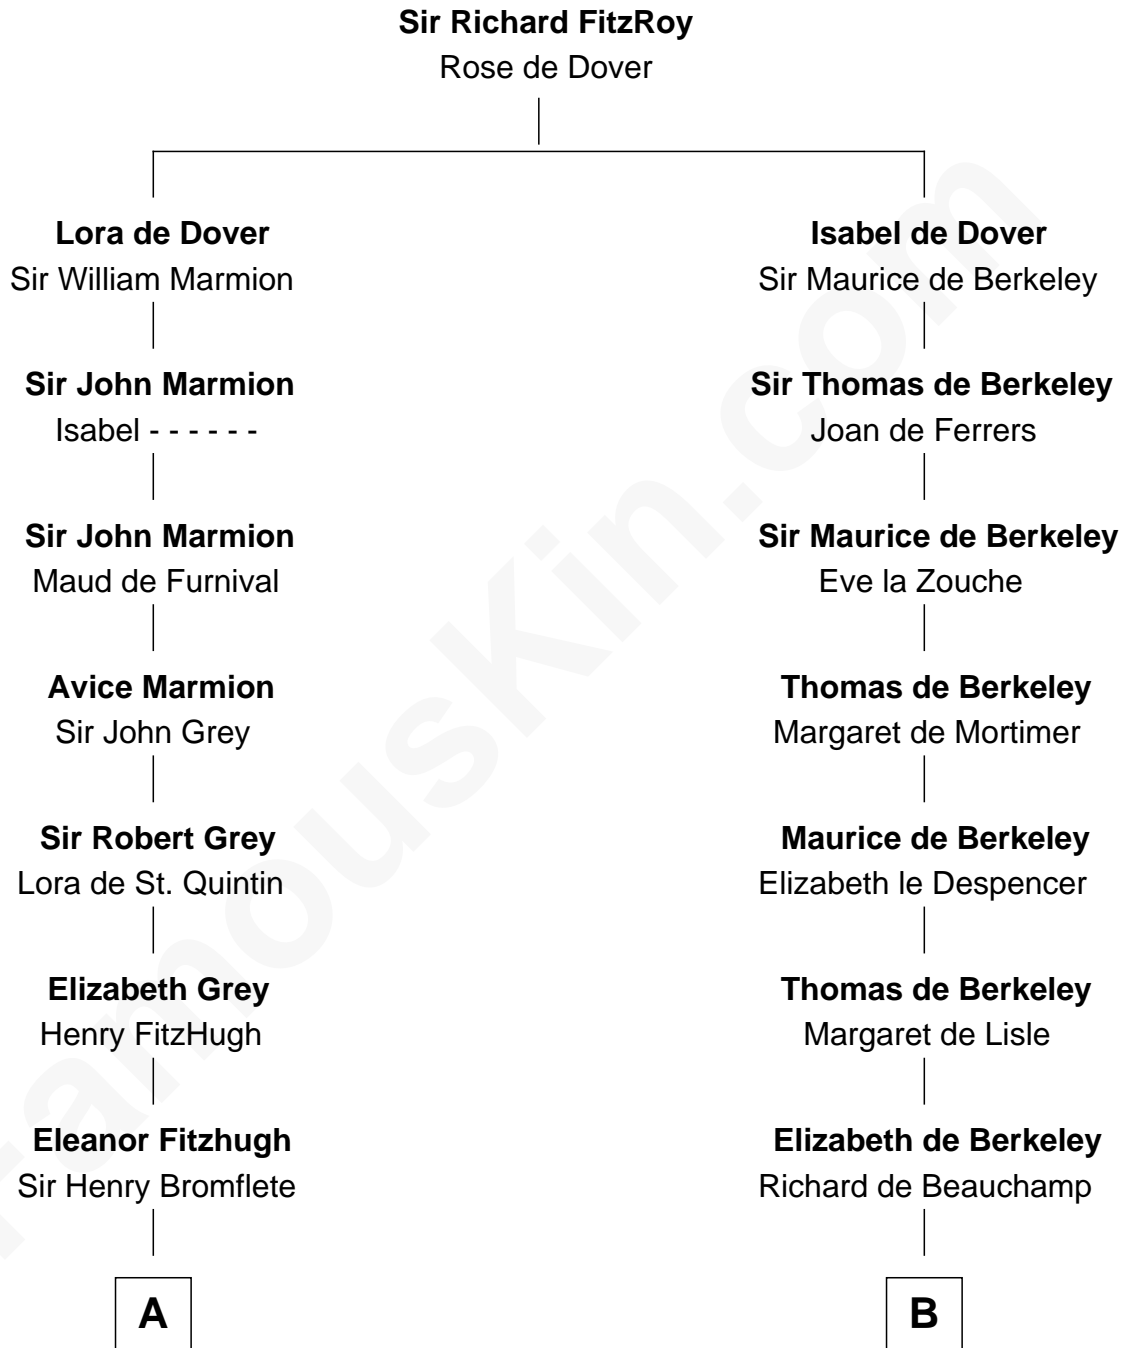 Sir Richard FitzRoy
Rose de Dover
Lora de Dover
Sir William Marmion
Isabel de Dover
Sir Maurice de Berkeley
Sir John Marmion
Isabel - - - - - -
Sir Thomas de Berkeley
Joan de Ferrers
Sir John Marmion
Maud de Furnival
Sir Maurice de Berkeley
Eve la Zouche
Avice Marmion
Sir John Grey
Thomas de Berkeley
Margaret de Mortimer
Sir Robert Grey
Lora de St. Quintin
Maurice de Berkeley
Elizabeth le Despencer
Elizabeth Grey
Henry FitzHugh
Thomas de Berkeley
Margaret de Lisle
Eleanor Fitzhugh
Sir Henry Bromflete
Elizabeth de Berkeley
Richard de Beauchamp
A
B
FamousKin.com